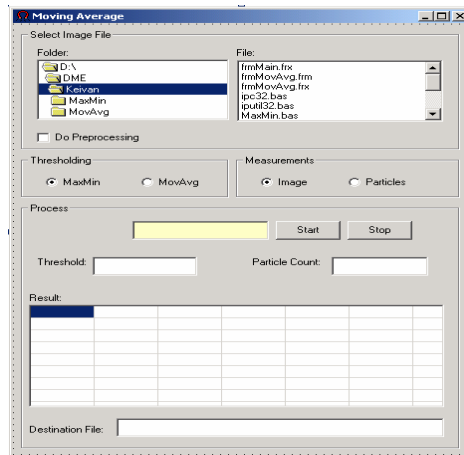 Moving Average
Select Image File
Folder:
File:
D:\
DME
Keivan
MaxMin
MovAvg
frmMain.frx
frmMovAvg.frm
frmMovAvg.frx
ipc32.bas
iputil32.bas
MaxMin.bas
Do Preprocessing
Thresholding
Measurements
MaxMin MovAvg
Image Particles
Process
Start Stop
Threshold: Particle Count:
Result:
Destination File: